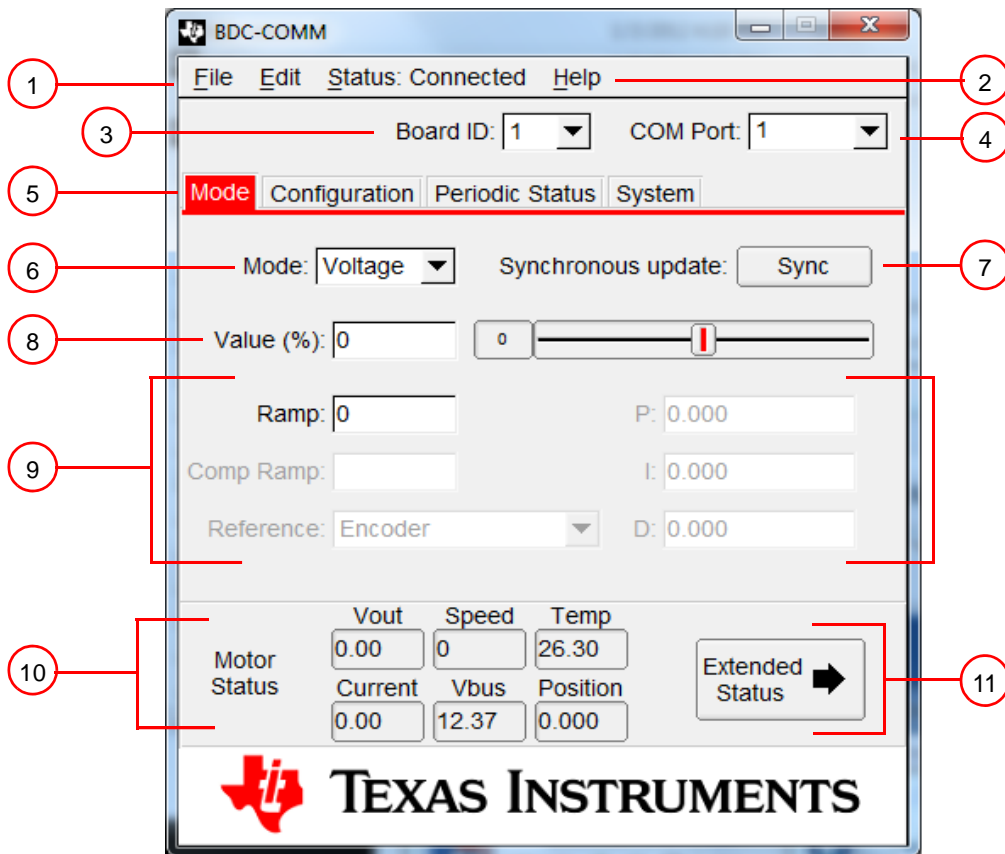 BDC-COMM
1 File Edit Status: Connected Help 2
3 Board ID: 1 COM Port: 1 4
5 Mode Configuration Periodic Status System
6 Mode: Voltage Synchronous update: Sync 7
8 Value (%): 0 0
Ramp: 0 P: 0.000
9 Comp Ramp: I: 0.000
Reference: Encoder D: 0.000
Vout Speed Temp
0.00 0 26.30
10 Motor Status Extended Status 11
Current Vbus Position
0.00 12.37 0.000
TEXAS INSTRUMENTS